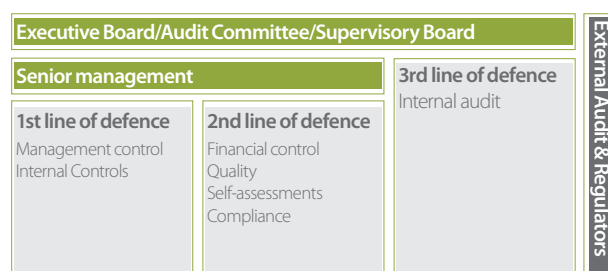 Executive Board/Audit Committee/Supervisory Board
Senior management
1st line of defence
Management control
Internal Controls
2nd line of defence
Financial control
Quality
Self-assessments
Compliance
3rd line of defence
Internal audit
External Audit & Regulators